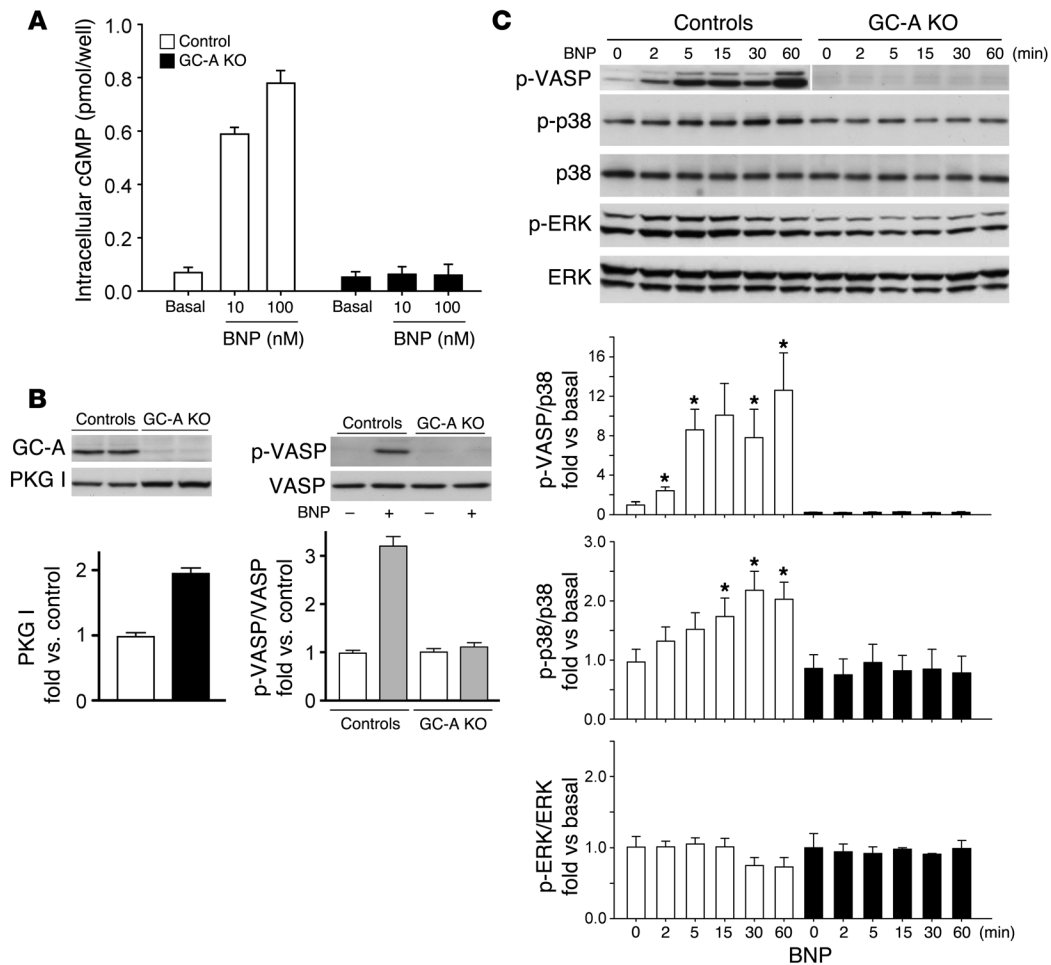 A
Intracellular cGMP (pmol/well)
1.0
0.8
0.6
0.4
0.2
0.0
Control
GC-A KO
Basal 10 100 Basal 10 100
BNP (nM) BNP (nM)
B
Controls GC-A KO
GC-A
PKG I
PKG I
fold vs. control
2
1
0
Controls GC-A KO
p-VASP
VASP
BNP – + – +
p-VASP/VASP
fold vs. control
3
2
1
0
Controls GC-A KO
C
Controls GC-A KO
BNP 0 2 5 15 30 60 0 2 5 15 30 60 (min)
p-VASP
p-p38
p38
p-ERK
ERK
p-VASP/p38
fold vs basal
16
12
8
4
0
* * * *
p-p38/p38
fold vs basal
3.0
2.0
1.0
0.0
* * *
p-ERK/ERK
fold vs basal
2.0
1.0
0.0
0 2 5 15 30 60 0 2 5 15 30 60 (min)
BNP